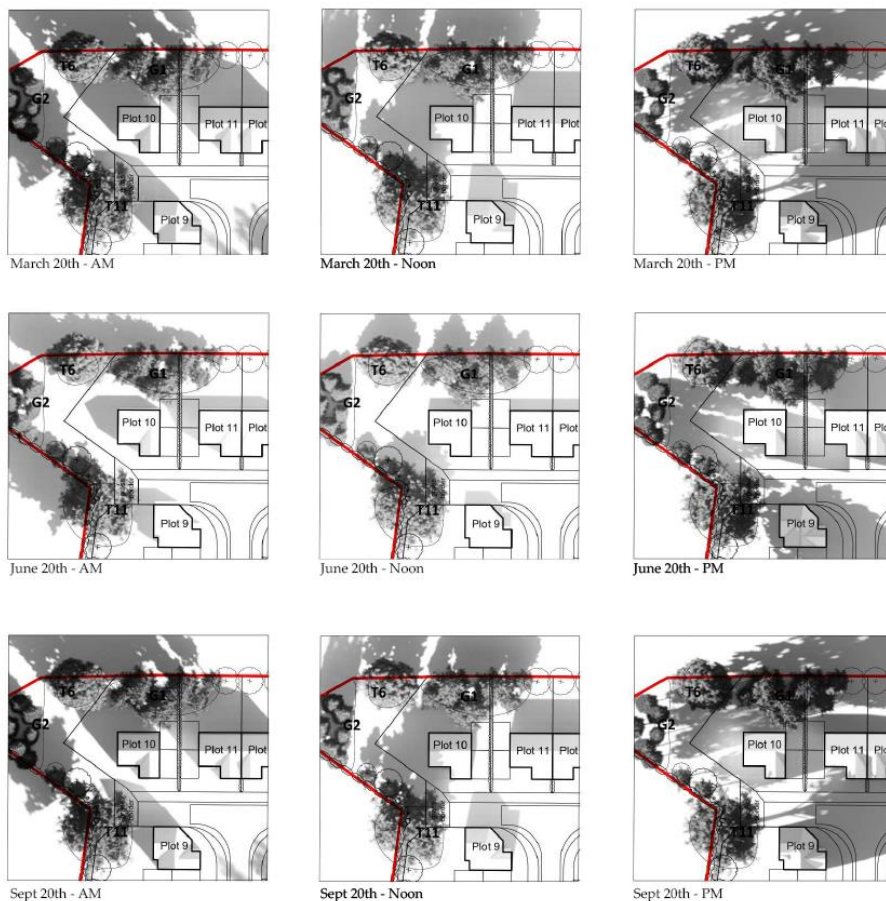 T6
G1
G2
Plot 10
Plot 11
Plot
T11
Plot 9
March 20th - AM
T6
G1
G2
Plot 10
Plot 11
Plot
T11
Plot 9
March 20th - Noon
T6
G1
G2
Plot 10
Plot 11
Plot
T11
Plot 9
March 20th - PM
T6
G1
G2
Plot 10
Plot 11
Plot
T11
Plot 9
June 20th - AM
T6
G1
G2
Plot 10
Plot 11
Plot
T11
Plot 9
June 20th - Noon
T6
G1
G2
Plot 10
Plot 11
Plot
T11
Plot 9
June 20th - PM
T6
G1
G2
Plot 10
Plot 11
Plot
T11
Plot 9
Sept 20th - AM
T6
G1
G2
Plot 10
Plot 11
Plot
T11
Plot 9
Sept 20th - Noon
T6
G1
G2
Plot 10
Plot 11
Plot
T11
Plot 9
Sept 20th - PM